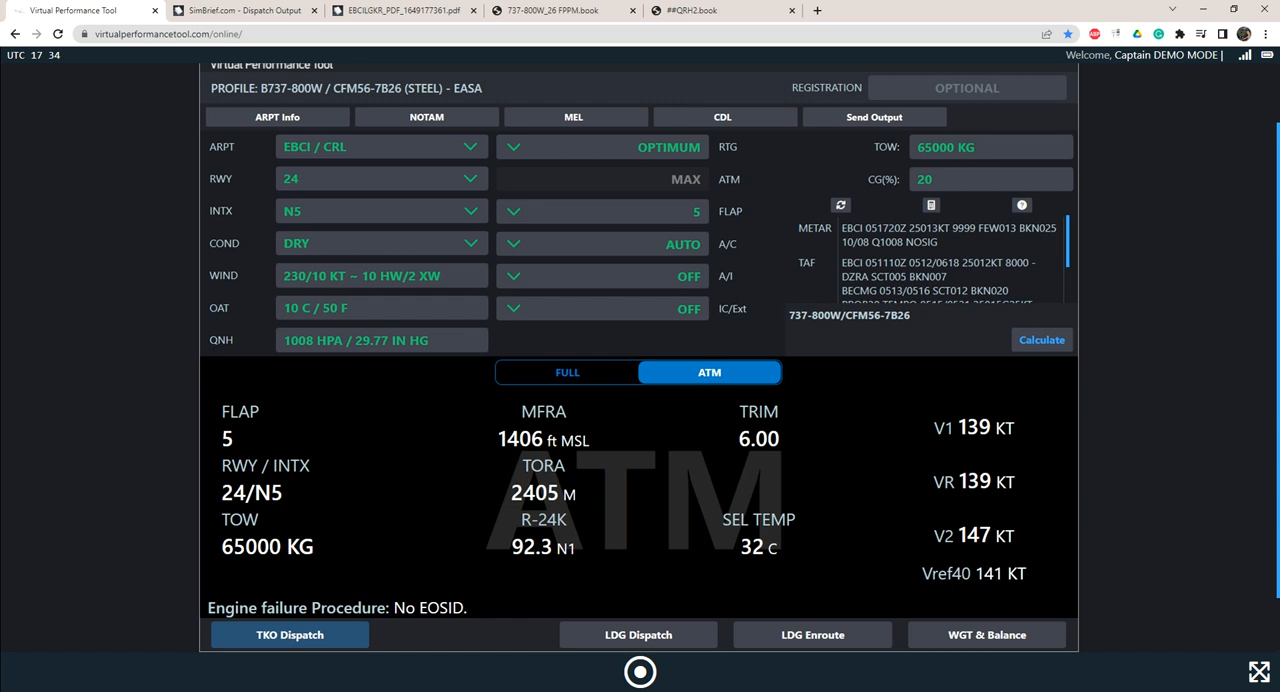 Virtual Performance Tool
SimBrief.com - Dispatch Output
EBCILGKR_PDF_1649177361.pdf
737-800W_26 FPPM.book
##QRH2.book
virtualperformancetool.com/online/
UTC 17 34
Welcome, Captain DEMO MODE |
Virtual Performance Tool
PROFILE: B737-800W / CFM56-7B26 (STEEL) - EASA
REGISTRATION
OPTIONAL
ARPT Info
NOTAM
MEL
CDL
Send Output
ARPT
EBCI / CRL
OPTIMUM
RTG
TOW:
65000 KG
RWY
24
MAX
ATM
CG(%):
20
INTX
N5
5
FLAP
COND
DRY
AUTO
A/C
WIND
230/10 KT ~ 10 HW/2 XW
OFF
A/I
OAT
10 C / 50 F
OFF
IC/Ext
QNH
1008 HPA / 29.77 IN HG
METAR
EBCI 051720Z 25013KT 9999 FEW013 BKN025
10/08 Q1008 NOSIG
TAF
EBCI 051110Z 0512/0618 25012KT 8000 -
DZRA SCT005 BKN007
BECMG 0513/0516 SCT012 BKN020
737-800W/CFM56-7B26
Calculate
FULL
ATM
FLAP
5
MFRA
1406 ft MSL
TRIM
6.00
V1 139 KT
RWY / INTX
24/N5
TORA
2405 M
VR 139 KT
TOW
65000 KG
R-24K
92.3 N1
SEL TEMP
32 C
V2 147 KT
Vref40 141 KT
ATM
Engine failure Procedure: No EOSID.
TKO Dispatch
LDG Dispatch
LDG Enroute
WGT & Balance